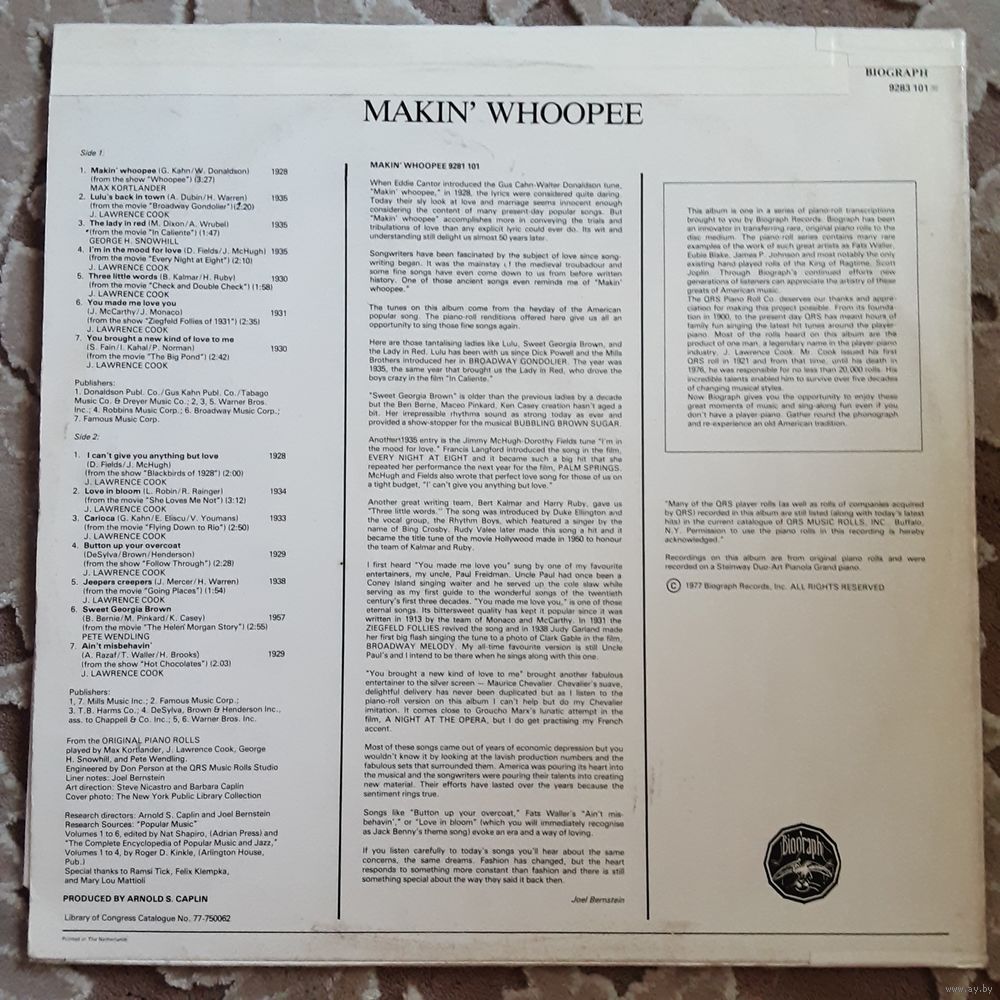 BIOGRAPH
9283 101
MAKIN' WHOOPEE
Side 1:
1. Makin' whoopee (G. Kahn/W. Donaldson) 1928
(from the show "Whoopee") (3:27)
MAX KORTLANDER
2. Lulu's back in town (A. Dubin/H. Warren) 1935
(from the movie "Broadway Gondolier") (2:20)
J. LAWRENCE COOK
3. The lady in red (M. Dixon/A. Wrubel) 1935
(from the movie "In Caliente") (1:47)
GEORGE H. SNOWHILL
4. I'm in the mood for love (D. Fields/J. McHugh) 1935
(from the movie "Every Night at Eight") (2:10)
J. LAWRENCE COOK
5. Three little words (B. Kalmar/H. Ruby) 1930
(from the movie "Check and Double Check") (1:58)
J. LAWRENCE COOK
6. You made me love you
(J. McCarthy/J. Monaco) 1931
(from the show "Ziegfeld Follies of 1931") (2:35)
J. LAWRENCE COOK
7. You brought a new kind of love to me
(S. Fain/I. Kahal/P. Norman) 1930
(from the movie "The Big Pond") (2:42)
J. LAWRENCE COOK
Publishers:
1. Donaldson Publ. Co./Gus Kahn Publ. Co./Tabago
Music Co. & Dreyer Music Co.; 2, 3, 5. Warner Bros.
Inc.; 4. Robbins Music Corp.; 6. Broadway Music Corp.;
7. Famous Music Corp.
Side 2:
1. I can't give you anything but love 1928
(D. Fields/J. McHugh)
(from the show "Blackbirds of 1928") (2:00)
J. LAWRENCE COOK
2. Love in bloom (L. Robin/R. Rainger) 1934
(from the movie "She Loves Me Not") (3:12)
J. LAWRENCE COOK
3. Carioca (G. Kahn/E. Eliscu/V. Youmans) 1933
(from the movie "Flying Down to Rio") (2:50)
J. LAWRENCE COOK
4. Button up your overcoat
(DeSylva/Brown/Henderson) 1929
(from the show "Follow Through") (2:28)
J. LAWRENCE COOK
5. Jeepers creepers (J. Mercer/H. Warren) 1938
(from the movie "Going Places") (1:54)
J. LAWRENCE COOK
6. Sweet Georgia Brown
(B. Bernie/M. Pinkard/K. Casey) 1957
(from the movie "The Helen Morgan Story") (2:55)
PETE WENDLING
7. Ain't misbehavin'
(A. Razaf/T. Waller/H. Brooks) 1929
(from the show "Hot Chocolates") (2:03)
J. LAWRENCE COOK
Publishers:
1, 7. Mills Music Inc.; 2. Famous Music Corp.;
3. T.B. Harms Co.; 4. DeSylva, Brown & Henderson Inc.,
ass. to Chappell & Co. Inc.; 5, 6. Warner Bros. Inc.
From the ORIGINAL PIANO ROLLS
played by Max Kortlander, J. Lawrence Cook, George
H. Snowhill, and Pete Wendling.
Engineered by Don Person at the QRS Music Rolls Studio
Liner notes: Joel Bernstein
Art direction: Steve Nicastro and Barbara Caplin
Cover photo: The New York Public Library Collection
Research directors: Arnold S. Caplin and Joel Bernstein
Research Sources: "Popular Music"
Volumes 1 to 6, edited by Nat Shapiro, (Adrian Press) and
"The Complete Encyclopedia of Popular Music and Jazz,"
Volumes 1 to 4, by Roger D. Kinkle, (Arlington House,
Pub.)
Special thanks to Ramsi Tick, Felix Klempka,
and Mary Lou Mattioli
PRODUCED BY ARNOLD S. CAPLIN
Library of Congress Catalogue No. 77-750062
Printed in The Netherlands
MAKIN' WHOOPEE 9281 101
When Eddie Cantor introduced the Gus Cahn-Walter Donaldson tune,
"Makin' whoopee," in 1928, the lyrics were considered quite daring.
Today their sly look at love and marriage seems innocent enough
considering the content of many present-day popular songs. But
"Makin' whoopee" accomplishes more in conveying the trials and
tribulations of love than any explicit lyric could ever do. Its wit and
understanding still delight us almost 50 years later.
Songwriters have been fascinated by the subject of love since song-
writing began. It was the mainstay of the medieval troubadour and
some fine songs have even come down to us from before written
history. One of those ancient songs even reminds me of "Makin'
whoopee."
The tunes on this album come from the heyday of the American
popular song. The piano-roll renditions offered here give us all an
opportunity to sing those fine songs again.
Here are those tantalising ladies like Lulu, Sweet Georgia Brown, and
the Lady in Red. Lulu has been with us since Dick Powell and the Mills
Brothers introduced her in BROADWAY GONDOLIER. The year was
1935, the same year that brought us the Lady in Red, who drove the
boys crazy in the film "In Caliente."
"Sweet Georgia Brown" is older than the previous ladies by a decade
but the Ben Berne, Maceo Pinkard, Ken Casey creation hasn't aged a
bit. Her irrepressible rhythm sound as strong today as ever and
provided a show-stopper for the musical BUBBLING BROWN SUGAR.
Another 1935 entry is the Jimmy McHugh-Dorothy Fields tune "I'm in
the mood for love." Francis Langford introduced the song in the film,
EVERY NIGHT AT EIGHT and it became such a big hit that she
repeated her performance the next year for the film, PALM SPRINGS.
McHugh and Fields also wrote that perfect love song for those of us on
a tight budget, "I' can't give you anything but love."
Another great writing team, Bert Kalmar and Harry Ruby, gave us
"Three little words." The song was introduced by Duke Ellington and
the vocal group, the Rhythm Boys, which featured a singer by the
name of Bing Crosby. Rudy Valee later made this song a hit and it
became the title tune of the movie Hollywood made in 1950 to honour
the team of Kalmar and Ruby.
I first heard "You made me love you" sung by one of my favourite
entertainers, my uncle, Paul Freidman. Uncle Paul had once been a
Coney Island singing waiter and he served up the cole slaw while
serving as my first guide to the wonderful songs of the twentieth
century's first three decades. "You made me love you," is one of those
eternal songs. Its bittersweet quality has kept it popular since it was
written in 1913 by the team of Monaco and McCarthy. In 1931 the
ZIEGFELD FOLLIES revived the song and in 1938 Judy Garland made
her first big flash singing the tune to a photo of Clark Gable in the film,
BROADWAY MELODY. My all-time favourite version is still Uncle
Paul's and I intend to be there when he sings along with this one.
"You brought a new kind of love to me" brought another fabulous
entertainer to the silver screen — Maurice Chevalier. Chevalier's suave,
delightful delivery has never been duplicated but as I listen to the
piano-roll version on this album I can't help but do my Chevalier
imitation. It comes close to Groucho Marx's lunatic attempt in the
film, A NIGHT AT THE OPERA, but I do get practising my French
accent.
Most of these songs came out of years of economic depression but you
wouldn't know it by looking at the lavish production numbers and the
fabulous sets that surrounded them. America was pouring its heart into
the musical and the songwriters were pouring their talents into creating
new material. Their efforts have lasted over the years because the
sentiment rings true.
Songs like "Button up your overcoat," Fats Waller's "Ain't mis-
behavin'," or "Love in bloom" (which you will immediately recognise
as Jack Benny's theme song) evoke an era and a way of loving.
If you listen carefully to today's songs you'll hear about the same
concerns, the same dreams. Fashion has changed, but the heart
responds to something more constant than fashion and there is still
something special about the way they said it back then.
Joel Bernstein
This album is one in a series of piano-roll transcriptions
brought to you by Biograph Records. Biograph has been
an innovator in transferring rare, original piano rolls to the
disc medium. The piano-roll series contains many rare
examples of the work of such great artists as Fats Waller,
Eubie Blake, James P. Johnson and most notably the only
existing hand played rolls of the King of Ragtime, Scott
Joplin. Through Biograph's continued efforts new
generations of listeners can appreciate the artistry of these
greats of American music.
The QRS Piano Roll Co. deserves our thanks and appre-
ciation for making this project possible. From its founda-
tion in 1900, to the present day QRS has meant hours of
family fun singing the latest hit tunes around the player-
piano. Most of the rolls heard on this album are the
product of one man, a legendary name in the player-piano
industry, J. Lawrence Cook. Mr. Cook issued his first
QRS roll in 1921 and from that time, until his death in
1976, he was responsible for no less than 20,000 rolls. His
incredible talents enabled him to survive over five decades
of changing musical styles.
Now Biograph gives you the opportunity to enjoy these
great moments of music and sing-along fun even if you
don't have a player piano. Gather round the phonograph
and re-experience an old American tradition.
"Many of the QRS player rolls (as well as rolls of companies acquired
by QRS) recorded in this album are still listed (along with today's latest
hits) in the current catalogue of QRS MUSIC ROLLS, INC., Buffalo,
N.Y. Permission to use the piano rolls in this recording is hereby
acknowledged."
Recordings on this album are from original piano rolls and were
recorded on a Steinway Duo-Art Pianola Grand piano.
© 1977 Biograph Records, Inc. ALL RIGHTS RESERVED
Biograph
www.ay.by